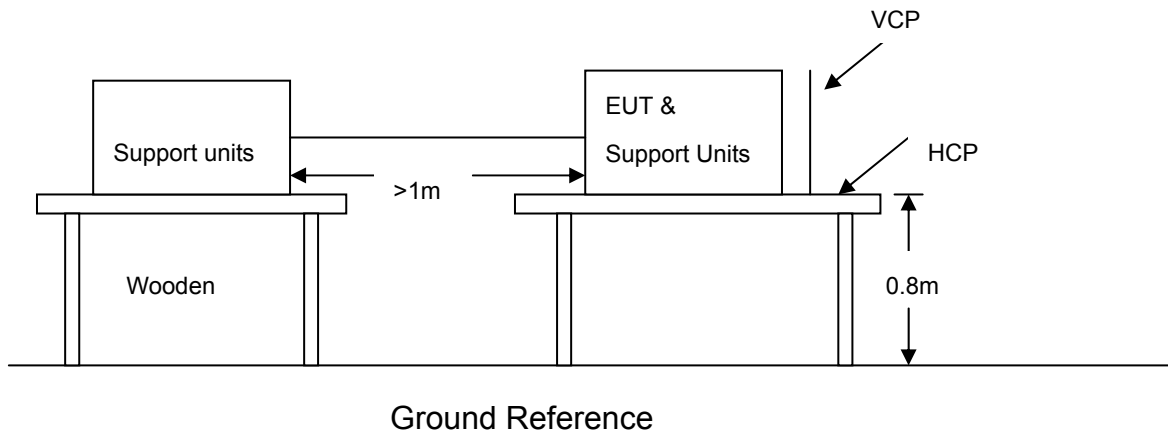 VCP
EUT &
Support Units
Support units
HCP
>1m
Wooden
0.8m
Ground Reference